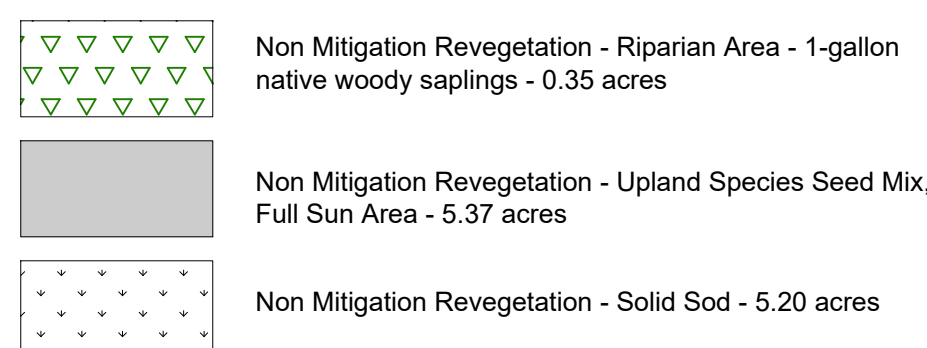 Non Mitigation Revegetation - Riparian Area - 1-gallon
native woody saplings - 0.35 acres
Non Mitigation Revegetation - Upland Species Seed Mix,
Full Sun Area - 5.37 acres
Non Mitigation Revegetation - Solid Sod - 5.20 acres